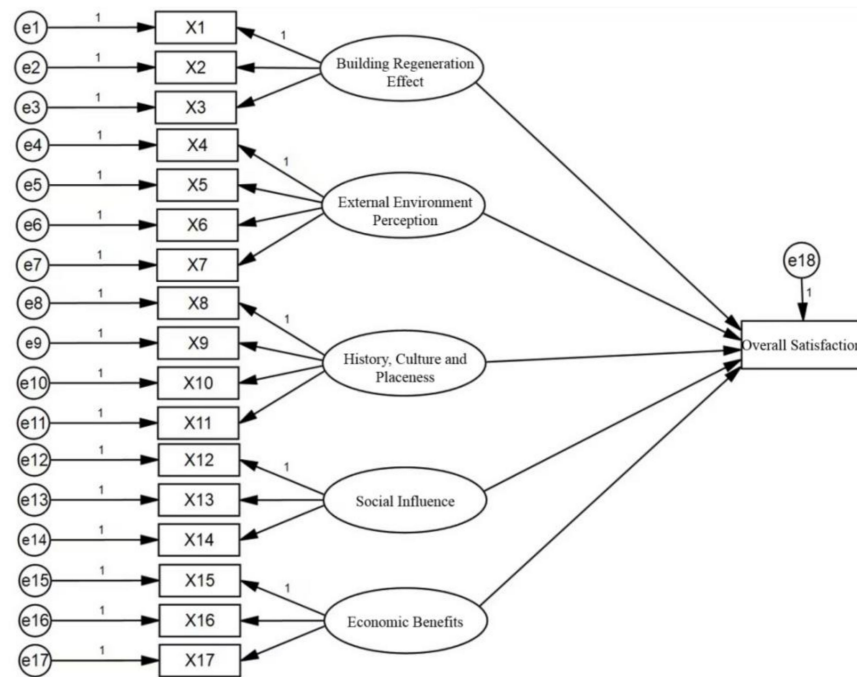 e1 1 X1 1
Building Regeneration
Effect
e2 1 X2
e3 1 X3
e4 1 X4 1
e5 1 X5
External Environment
Perception
e6 1 X6
e7 1 X7
e18
1
e8 1 X8 1
e9 1 X9
Overall Satisfaction
History, Culture and
Placeness
e10 1 X10
e11 1 X11
e12 1 X12 1
e13 1 X13
Social Influence
e14 1 X14
e15 1 X15 1
e16 1 X16
Economic Benefits
e17 1 X17